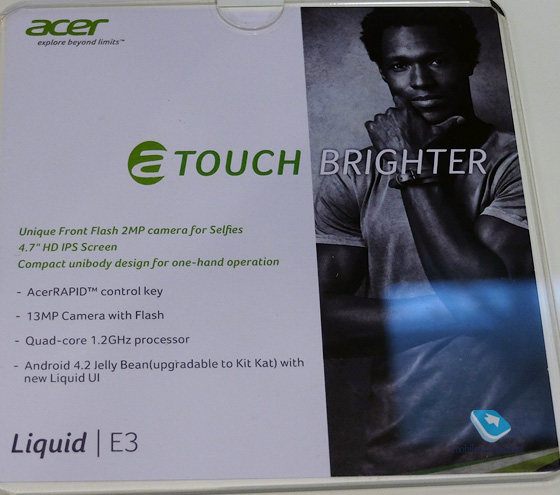 acer
explore beyond limits™
a TOUCH BRIGHTER
Unique Front Flash 2MP camera for Selfies
4.7" HD IPS Screen
Compact unibody design for one-hand operation
- AcerRAPID™ control key
- 13MP Camera with Flash
- Quad-core 1.2GHz processor
- Android 4.2 Jelly Bean(upgradable to Kit Kat) with
new Liquid UI
Liquid | E3